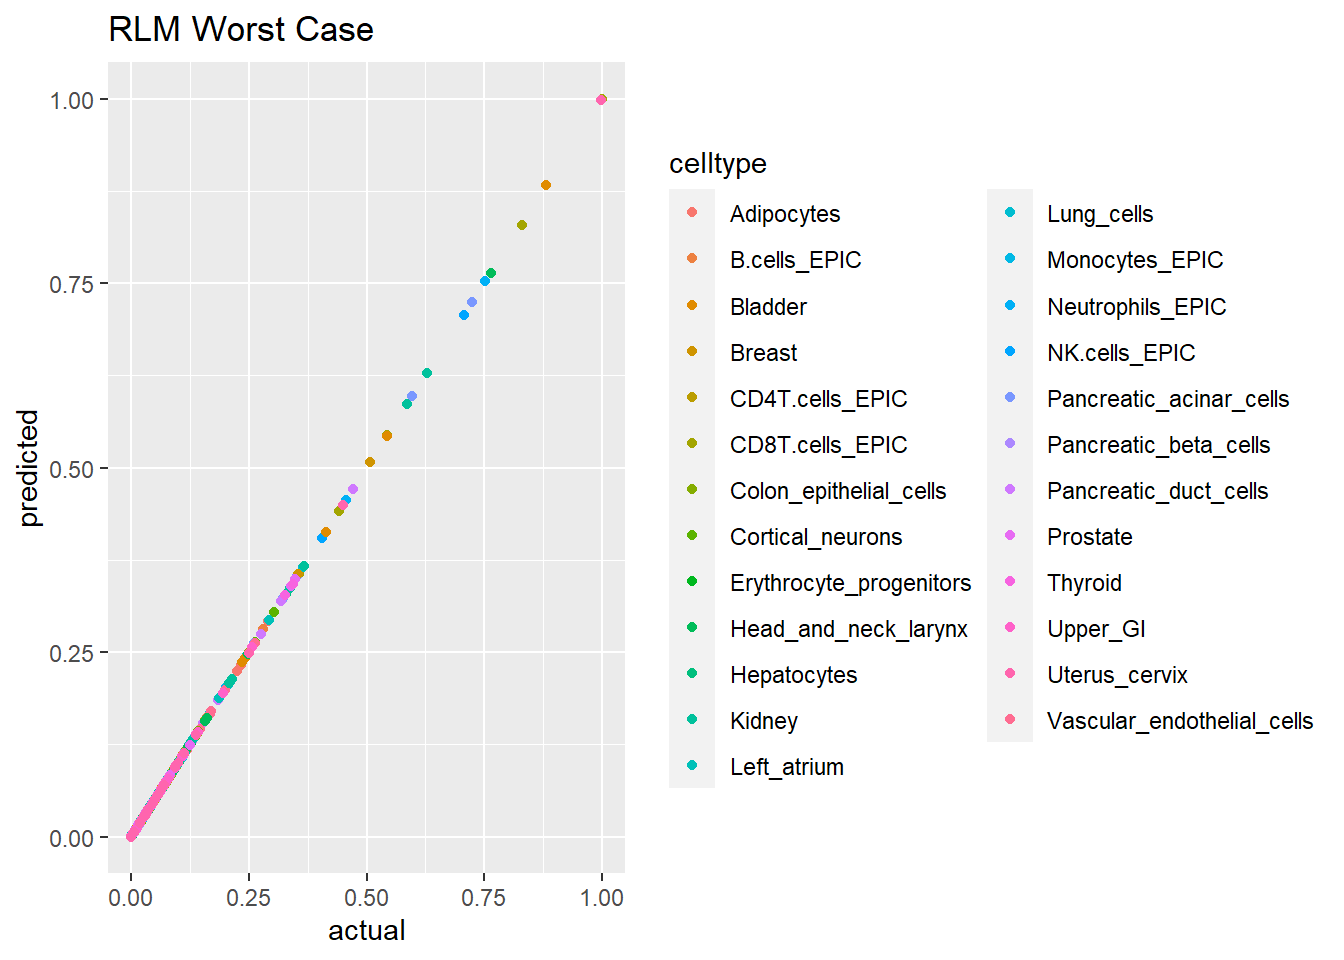 RLM Worst Case
1.00
0.75
0.50
0.25
0.00
predicted
0.00 0.25 0.50 0.75 1.00
actual
celltype
Adipocytes
B.cells_EPIC
Bladder
Breast
CD4T.cells_EPIC
CD8T.cells_EPIC
Colon_epithelial_cells
Cortical_neurons
Erythrocyte_progenitors
Head_and_neck_larynx
Hepatocytes
Kidney
Left_atrium
Lung_cells
Monocytes_EPIC
Neutrophils_EPIC
NK.cells_EPIC
Pancreatic_acinar_cells
Pancreatic_beta_cells
Pancreatic_duct_cells
Prostate
Thyroid
Upper_GI
Uterus_cervix
Vascular_endothelial_cells